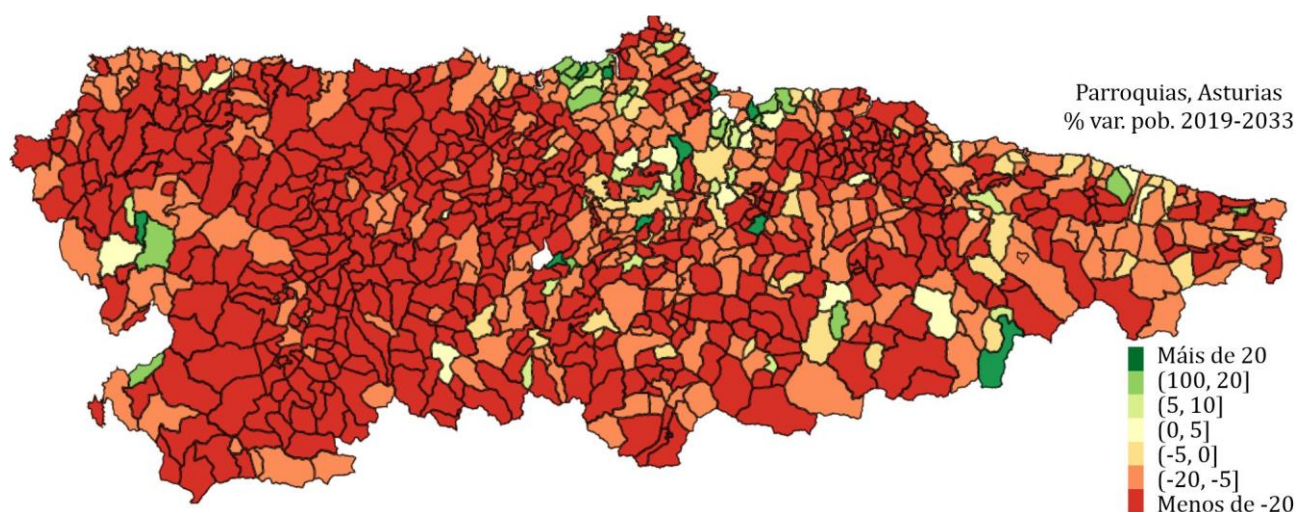 Parroquias, Asturias
% var. pob. 2019-2033
Máis de 20
(100, 20]
(5, 10]
(0, 5]
(-5, 0]
(-20, -5]
Menos de -20